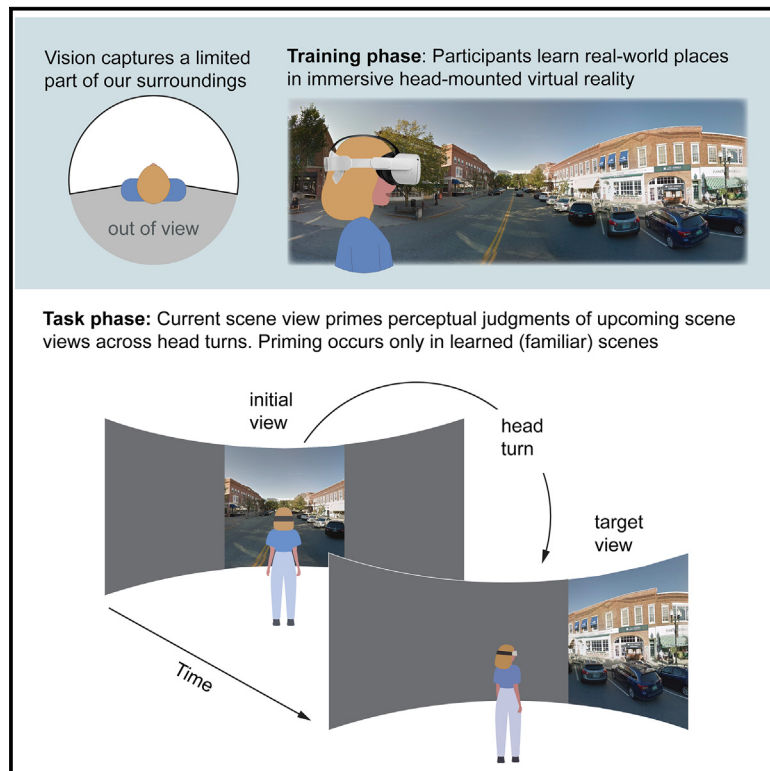 Vision captures a limited
part of our surroundings
out of view
Training phase: Participants learn real-world places
in immersive head-mounted virtual reality
Task phase: Current scene view primes perceptual judgments of upcoming scene
views across head turns. Priming occurs only in learned (familiar) scenes
initial
view
head
turn
target
view
Time